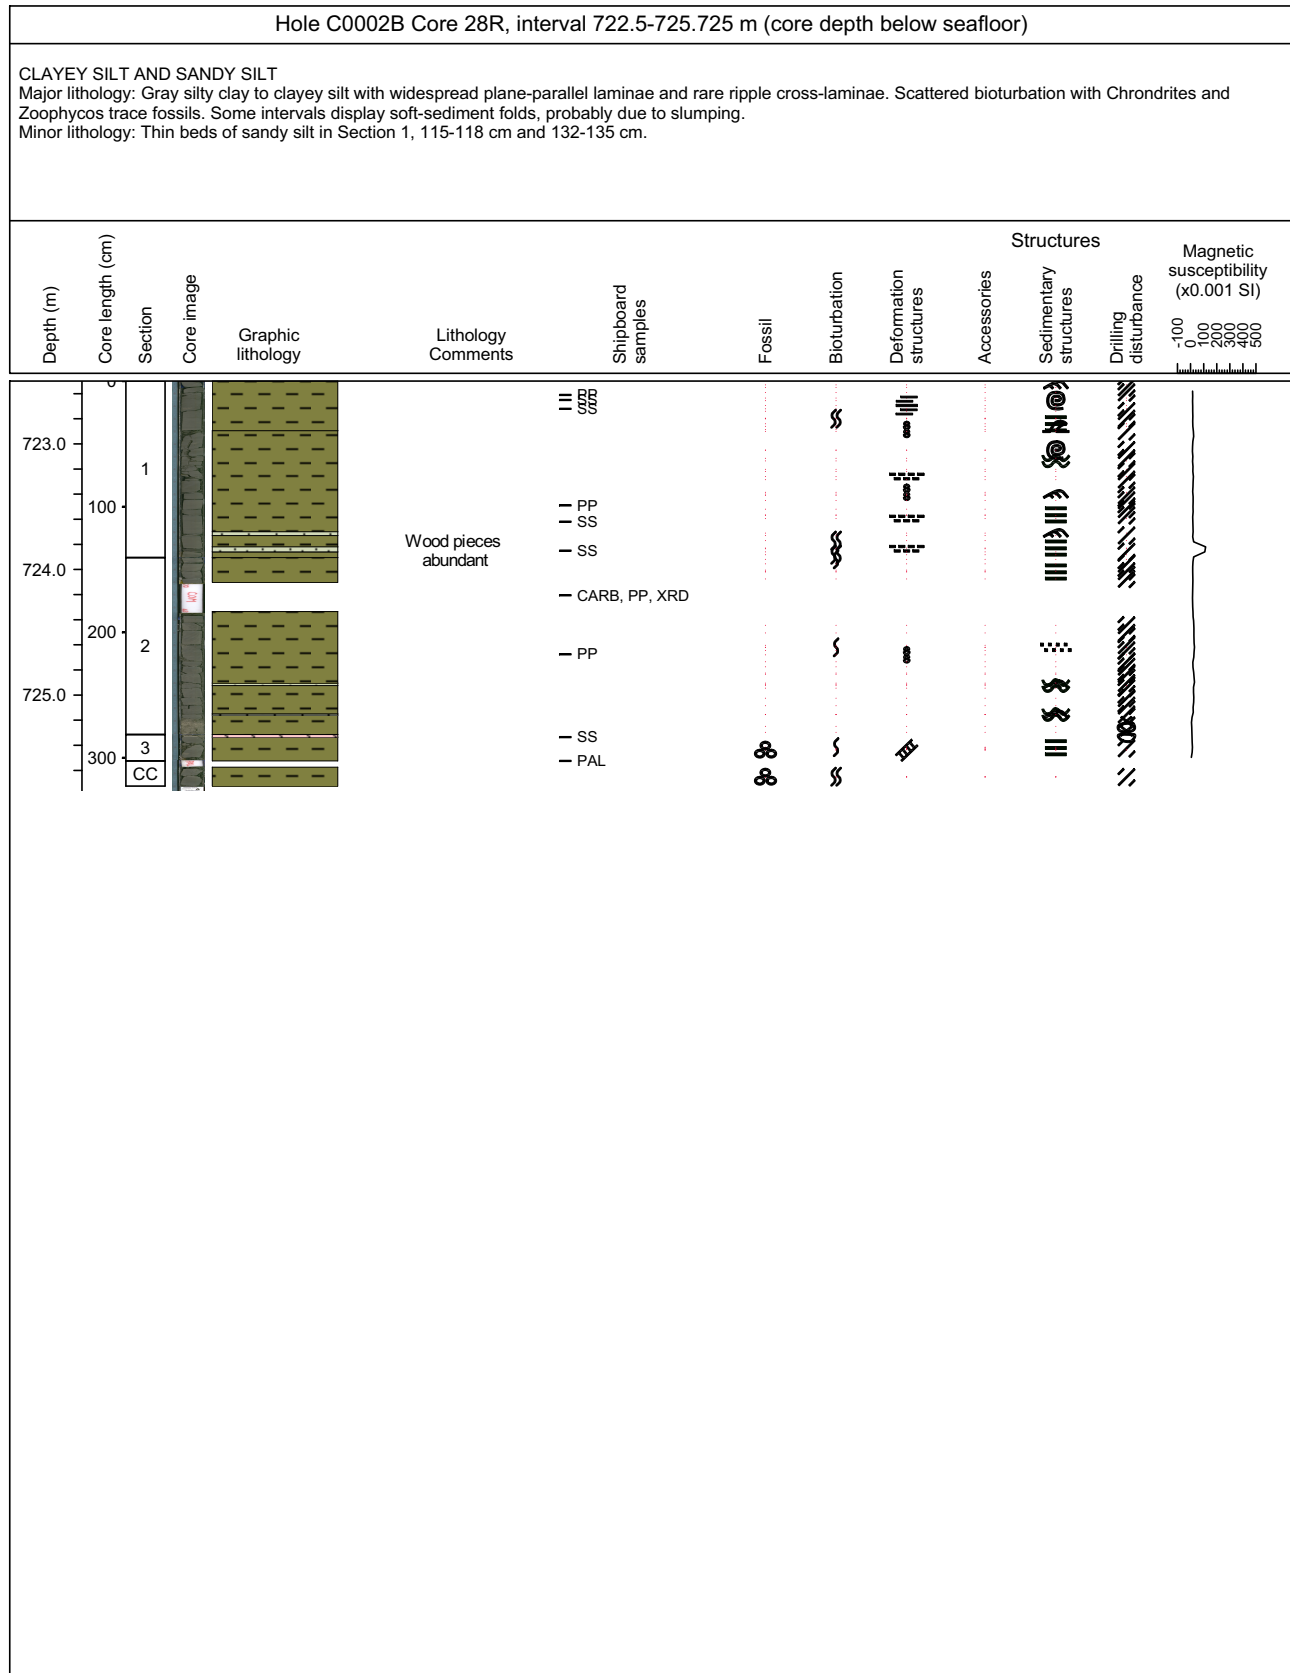 Hole C0002B Core 28R, interval 722.5-725.725 m (core depth below seafloor)
CLAYEY SILT AND SANDY SILT
Major lithology: Gray silty clay to clayey silt with widespread plane-parallel laminae and rare ripple cross-laminae. Scattered bioturbation with Chrondrites and
Zoophycos trace fossils. Some intervals display soft-sediment folds, probably due to slumping.
Minor lithology: Thin beds of sandy silt in Section 1, 115-118 cm and 132-135 cm.
Structures
Depth (m)
Core length (cm)
Section
Core image
Graphic
lithology
Lithology
Comments
Shipboard
samples
Fossil
Bioturbation
Deformation
structures
Accessories
Sedimentary
structures
Drilling
disturbance
Magnetic
susceptibility
(x0.001 SI)
-100
0
100
200
300
400
500
0
PP
SS
SS
723.0
1
100
PP
SS
Wood pieces
abundant
SS
724.0
CARB, PP, XRD
200
2
PP
725.0
SS
3
300
PAL
CC